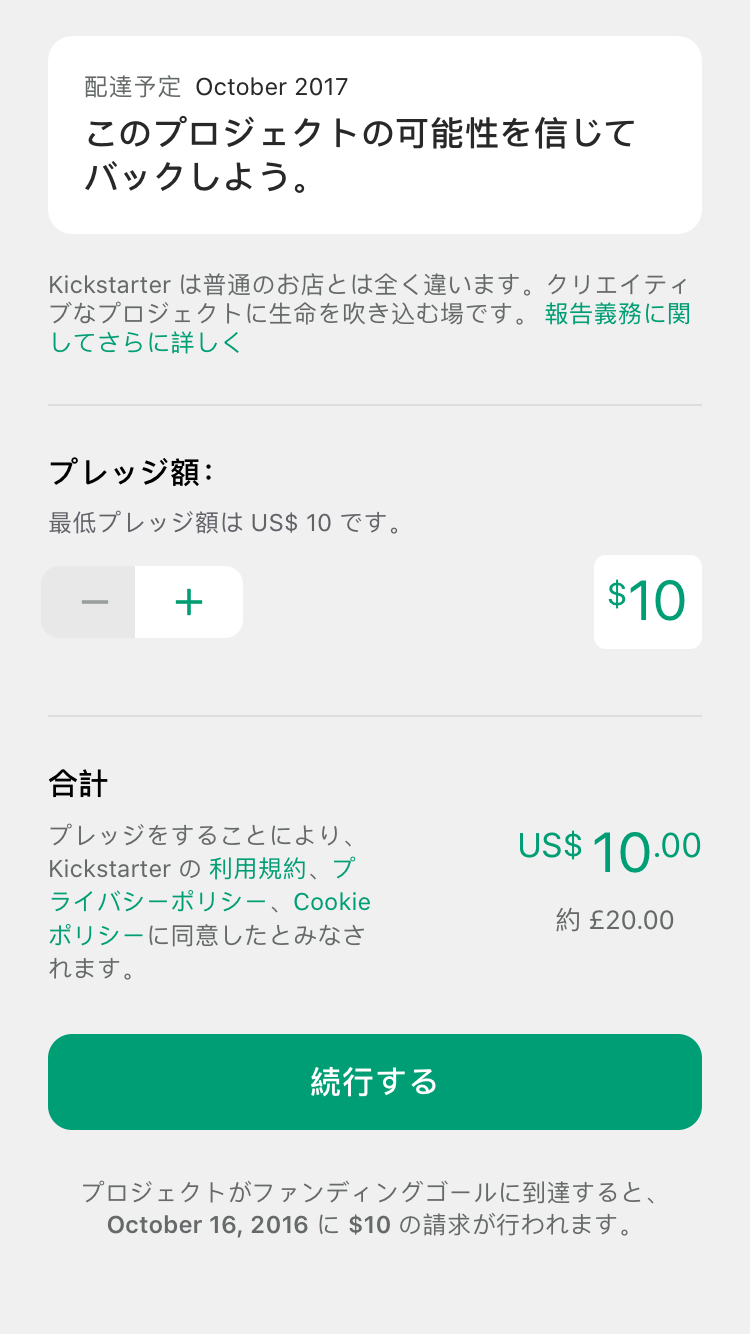 配達予定 October 2017
このプロジェクトの可能性を信じて
バックしよう。
Kickstarter は普通のお店とは全く違います。クリエイティ
ブなプロジェクトに生命を吹き込む場です。 報告義務に関
してさらに詳しく
プレッジ額：
最低プレッジ額は US$ 10 です。
− +
$10
合計
プレッジをすることにより、
Kickstarter の 利用規約、プ
ライバシーポリシー、Cookie
ポリシーに同意したとみなさ
れます。
US$ 10.00
約 £20.00
続行する
プロジェクトがファンディングゴールに到達すると、
October 16, 2016 に $10 の請求が行われます。